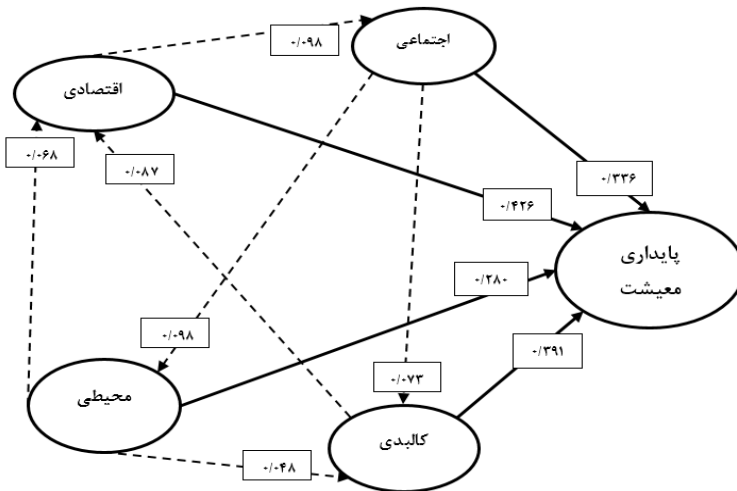 اجتماعی
۰/۰۹۸
اقتصادی
۰/۰۶۸
۰/۰۸۷
۰/۳۳۶
۰/۴۲۶
پایداری
معیشت
۰/۲۸۰
۰/۰۹۸
۰/۳۹۱
۰/۰۷۳
محیطی
کالبدی
۰/۰۴۸